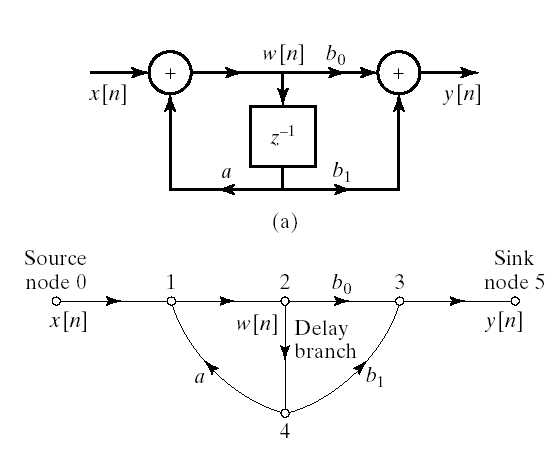 + w[n] b₀ +
x[n] y[n]
z⁻¹
a b₁
(a)
Source Sink
node 0 1 2 b₀ 3 node 5
x[n] w[n] Delay y[n]
branch
a b₁
4